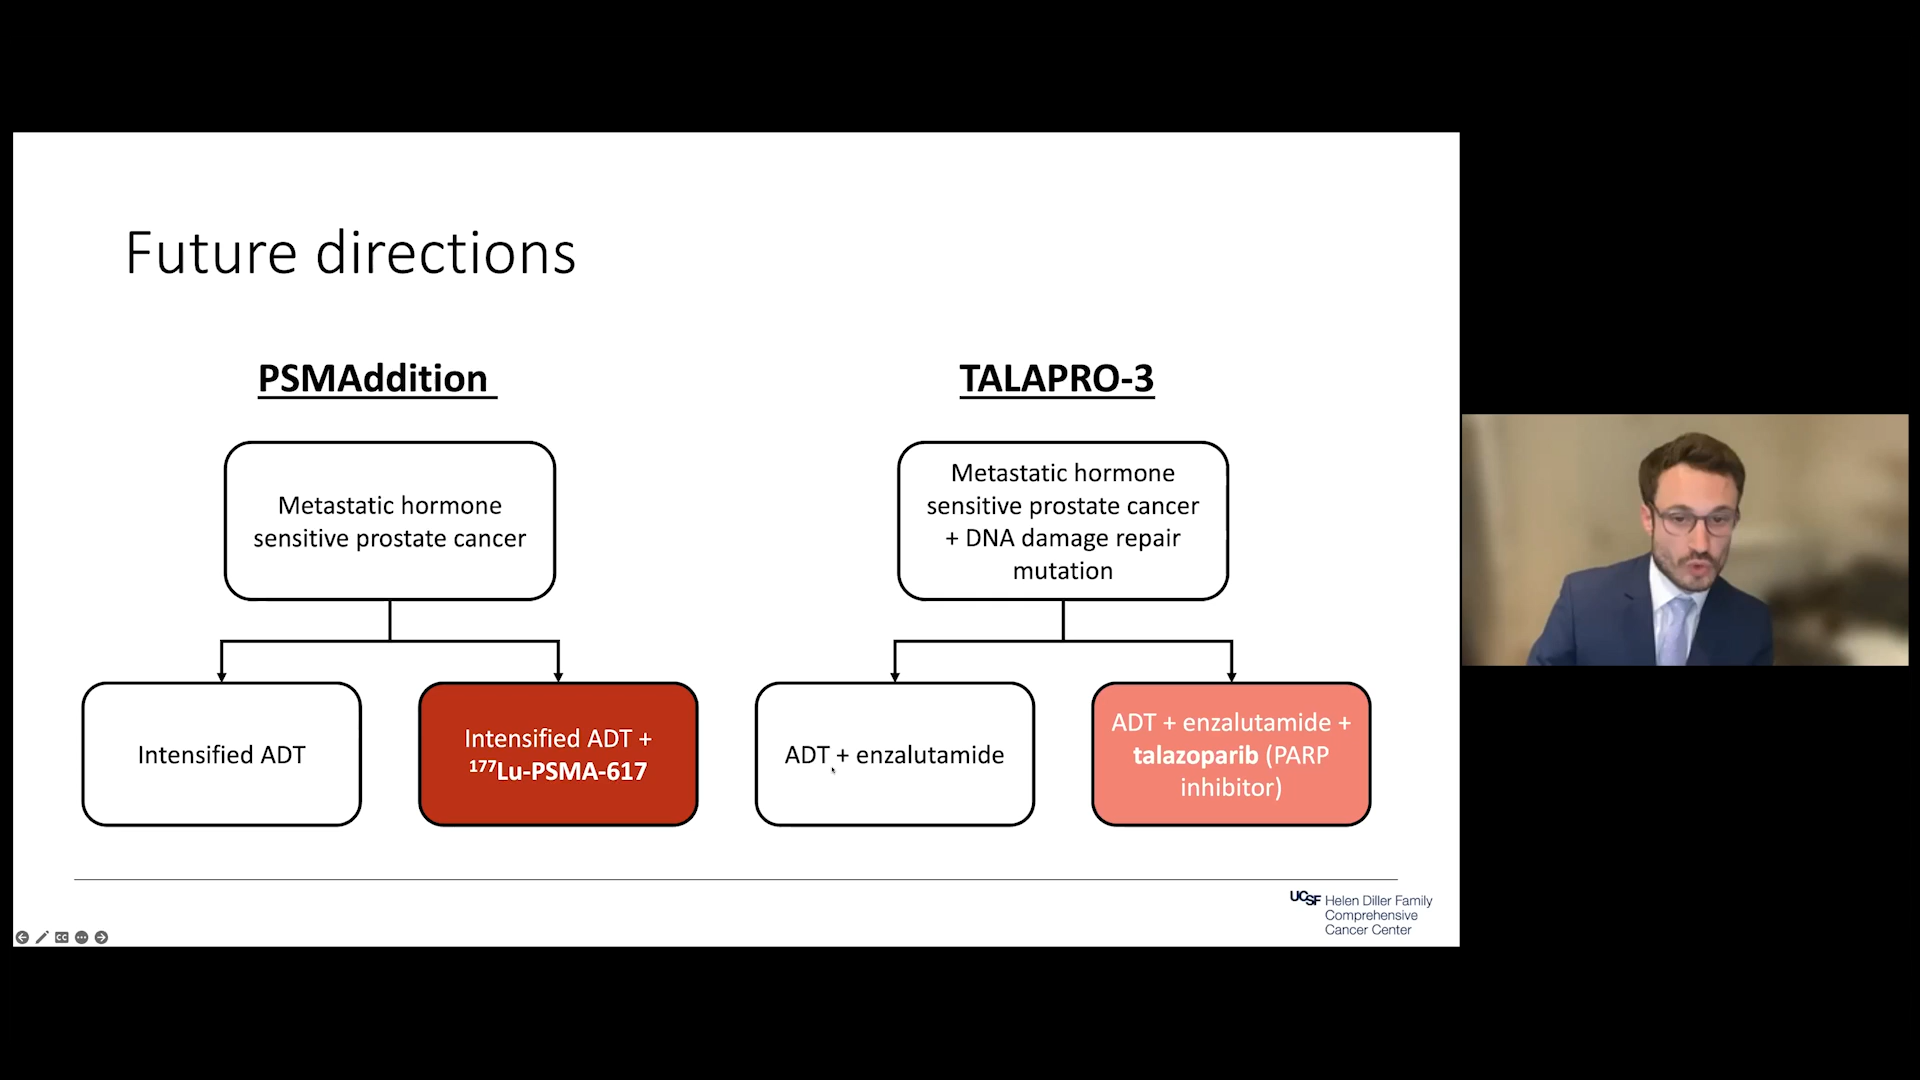 Future directions
PSMAddition
Metastatic hormone
sensitive prostate cancer
Intensified ADT
Intensified ADT +
¹⁷⁷Lu-PSMA-617
TALAPRO-3
Metastatic hormone
sensitive prostate cancer
+ DNA damage repair
mutation
ADT + enzalutamide
ADT + enzalutamide +
talazoparib (PARP
inhibitor)
UCSF Helen Diller Family
Comprehensive
Cancer Center
CC